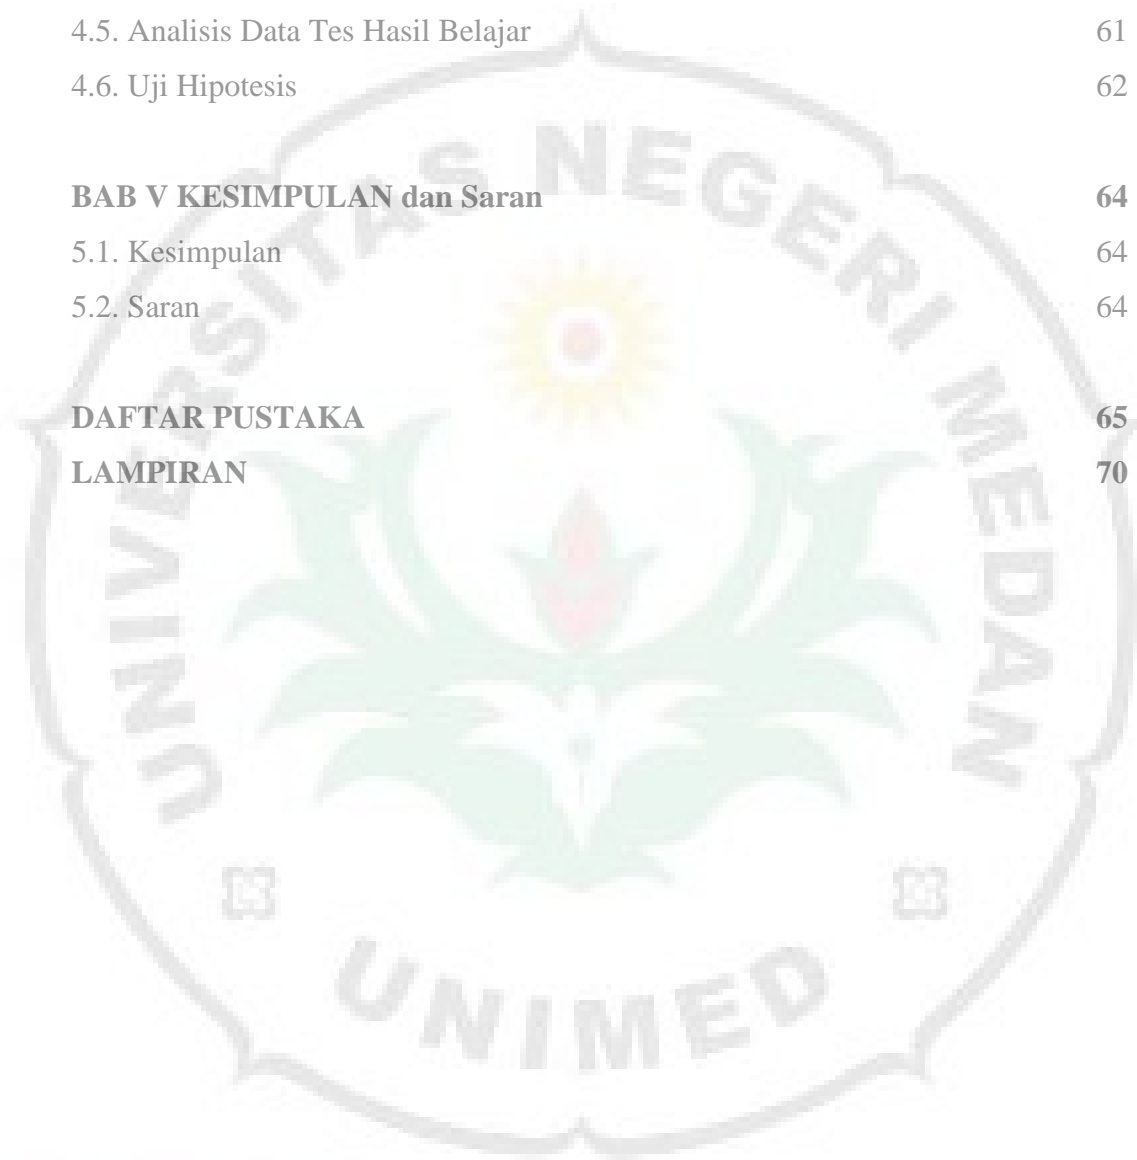 4.5. Analisis Data Tes Hasil Belajar 61
4.6. Uji Hipotesis 62
BAB V KESIMPULAN dan Saran 64
5.1. Kesimpulan 64
5.2. Saran 64
DAFTAR PUSTAKA 65
LAMPIRAN 70
UNIVERSITAS NEGERI MEDAN
UNIMED